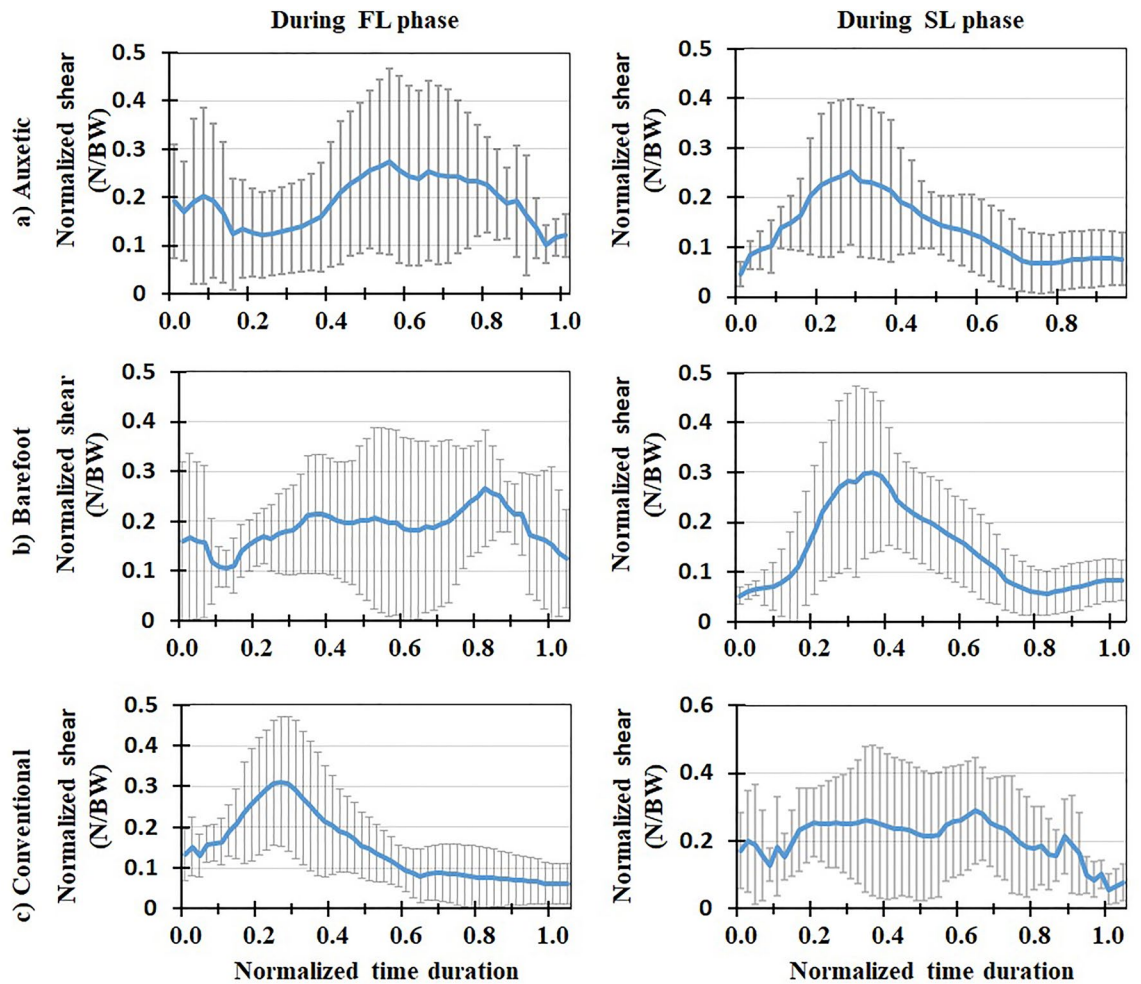 During FL phase
During SL phase
a) Auxetic
Normalized shear
(N/BW)
0.5
0.4
0.3
0.2
0.1
0
0.0 0.2 0.4 0.6 0.8 1.0
Normalized shear
(N/BW)
0.5
0.4
0.3
0.2
0.1
0
0.0 0.2 0.4 0.6 0.8
b) Barefoot
Normalized shear
(N/BW)
0.5
0.4
0.3
0.2
0.1
0
0.0 0.2 0.4 0.6 0.8 1.0
Normalized shear
(N/BW)
0.5
0.4
0.3
0.2
0.1
0
0.0 0.2 0.4 0.6 0.8 1.0
c) Conventional
Normalized shear
(N/BW)
0.5
0.4
0.3
0.2
0.1
0
0.0 0.2 0.4 0.6 0.8 1.0
Normalized time duration
Normalized shear
(N/BW)
0.6
0.4
0.2
0
0.0 0.2 0.4 0.6 0.8 1.0
Normalized time duration